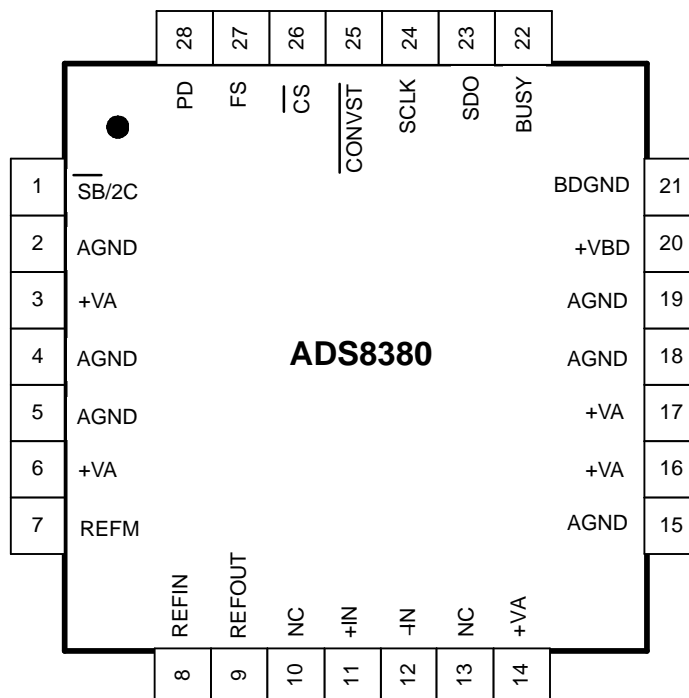 28 27 26 25 24 23 22
PD FS CS CONVST SCLK SDO BUSY
1 SB/2C
2 AGND
3 +VA
4 AGND
5 AGND
6 +VA
7 REFM
ADS8380
BDGND 21
+VBD 20
AGND 19
AGND 18
+VA 17
+VA 16
AGND 15
REFIN REFOUT NC +IN -IN NC +VA
8 9 10 11 12 13 14